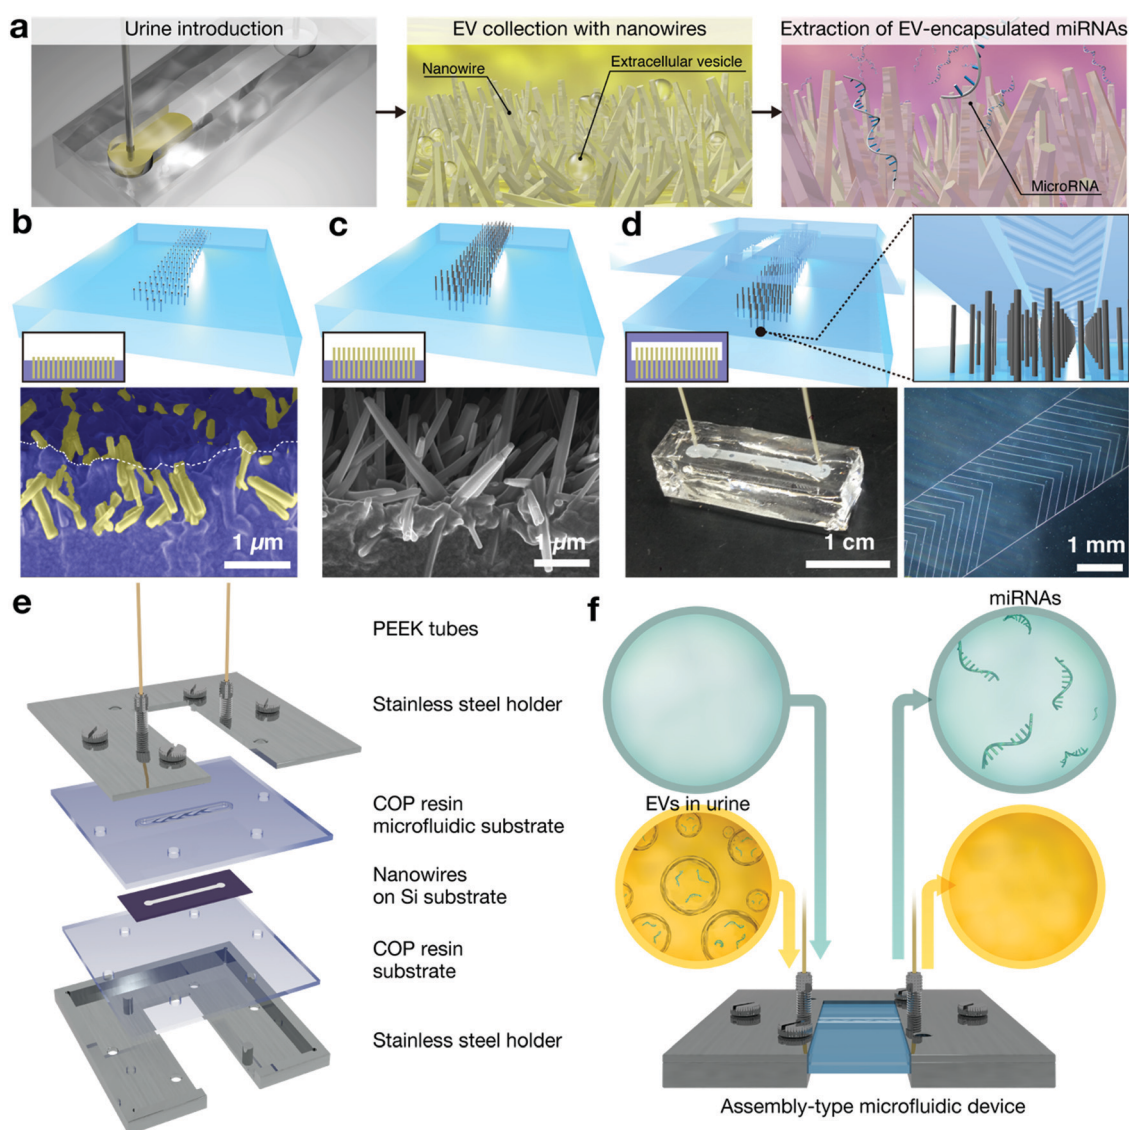 a
Urine introduction
EV collection with nanowires
Extraction of EV-encapsulated miRNAs
Nanowire
Extracellular vesicle
MicroRNA
b
c
d
1 µm
1 µm
1 cm
1 mm
e
PEEK tubes
Stainless steel holder
COP resin
microfluidic substrate
Nanowires
on Si substrate
COP resin
substrate
Stainless steel holder
f
miRNAs
EVs in urine
Assembly-type microfluidic device